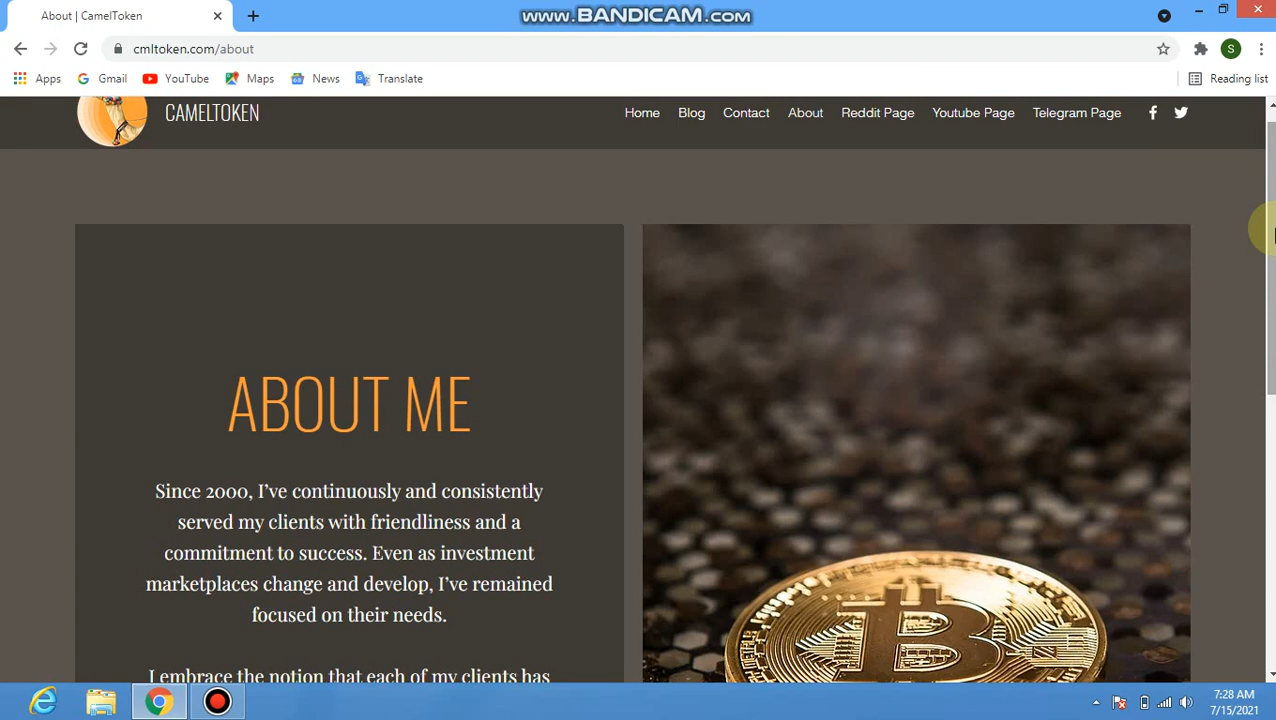 About | CamelToken
www.BANDICAM.com
cmltoken.com/about
S
Apps
Gmail
YouTube
Maps
News
Translate
Reading list
CAMELTOKEN
Home
Blog
Contact
About
Reddit Page
Youtube Page
Telegram Page
ABOUT ME
Since 2000, I've continuously and consistently
served my clients with friendliness and a
commitment to success. Even as investment
marketplaces change and develop, I've remained
focused on their needs.
I embrace the notion that each of my clients has
7:28 AM
7/15/2021